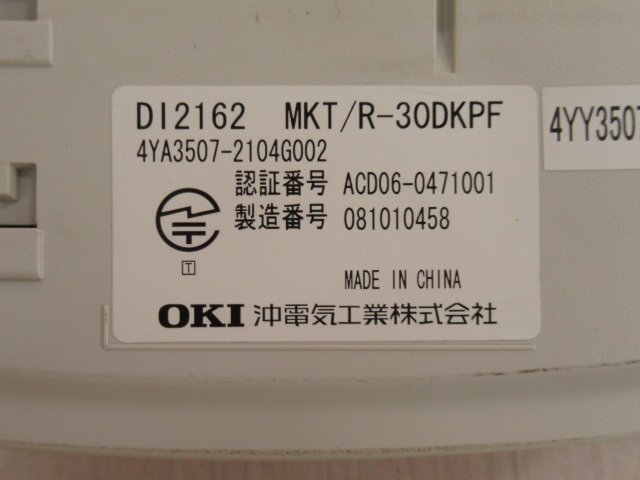 DI2162 MKT/R-30DKPF
4YA3507-2104G002
認証番号 ACD06-0471001
製造番号 081010458
T
MADE IN CHINA
OKI 沖電気工業株式会社
4YY3507